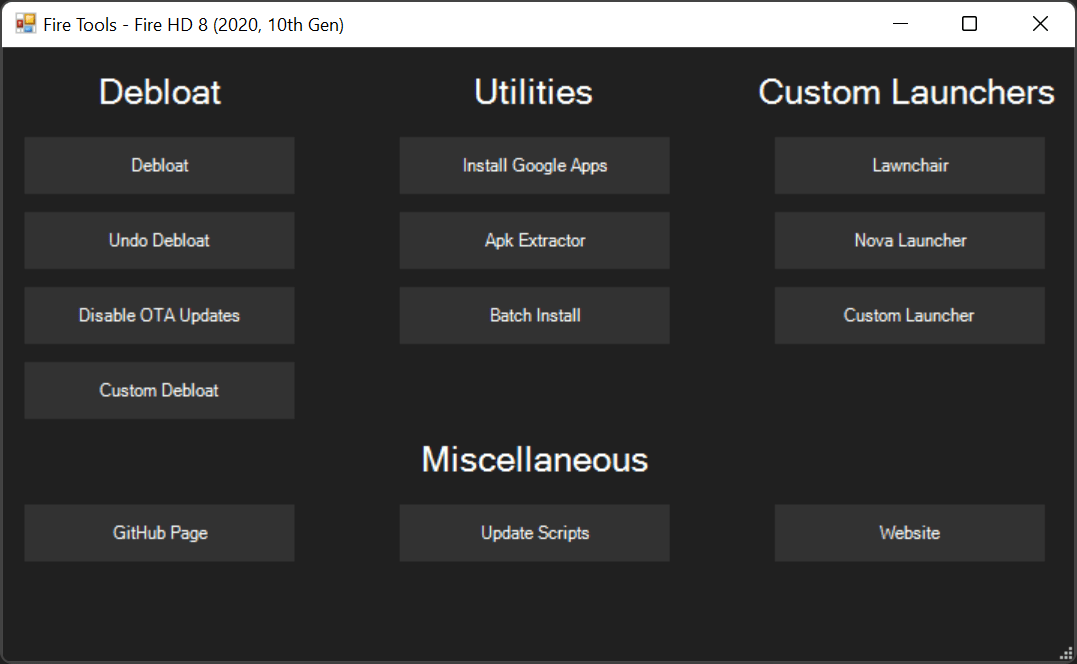 Fire Tools - Fire HD 8 (2020, 10th Gen)
Debloat
Debloat
Undo Debloat
Disable OTA Updates
Custom Debloat
Utilities
Install Google Apps
Apk Extractor
Batch Install
Custom Launchers
Lawnchair
Nova Launcher
Custom Launcher
Miscellaneous
GitHub Page
Update Scripts
Website